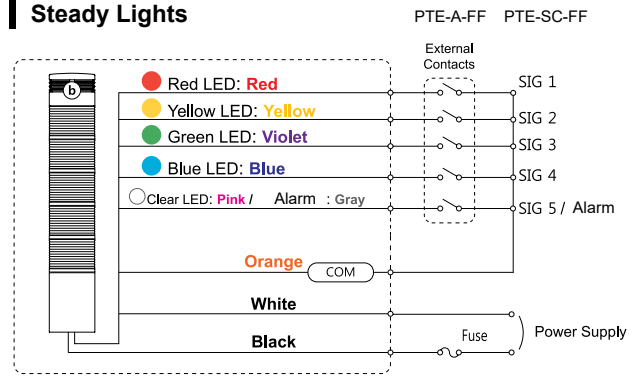 Steady Lights
PTE-A-FF PTE-SC-FF
External
Contacts
b
Red LED: Red
SIG 1
Yellow LED: Yellow
SIG 2
Green LED: Violet
SIG 3
Blue LED: Blue
SIG 4
Clear LED: Pink / Alarm : Gray
SIG 5 / Alarm
Orange
COM
White
Black
Fuse
Power Supply